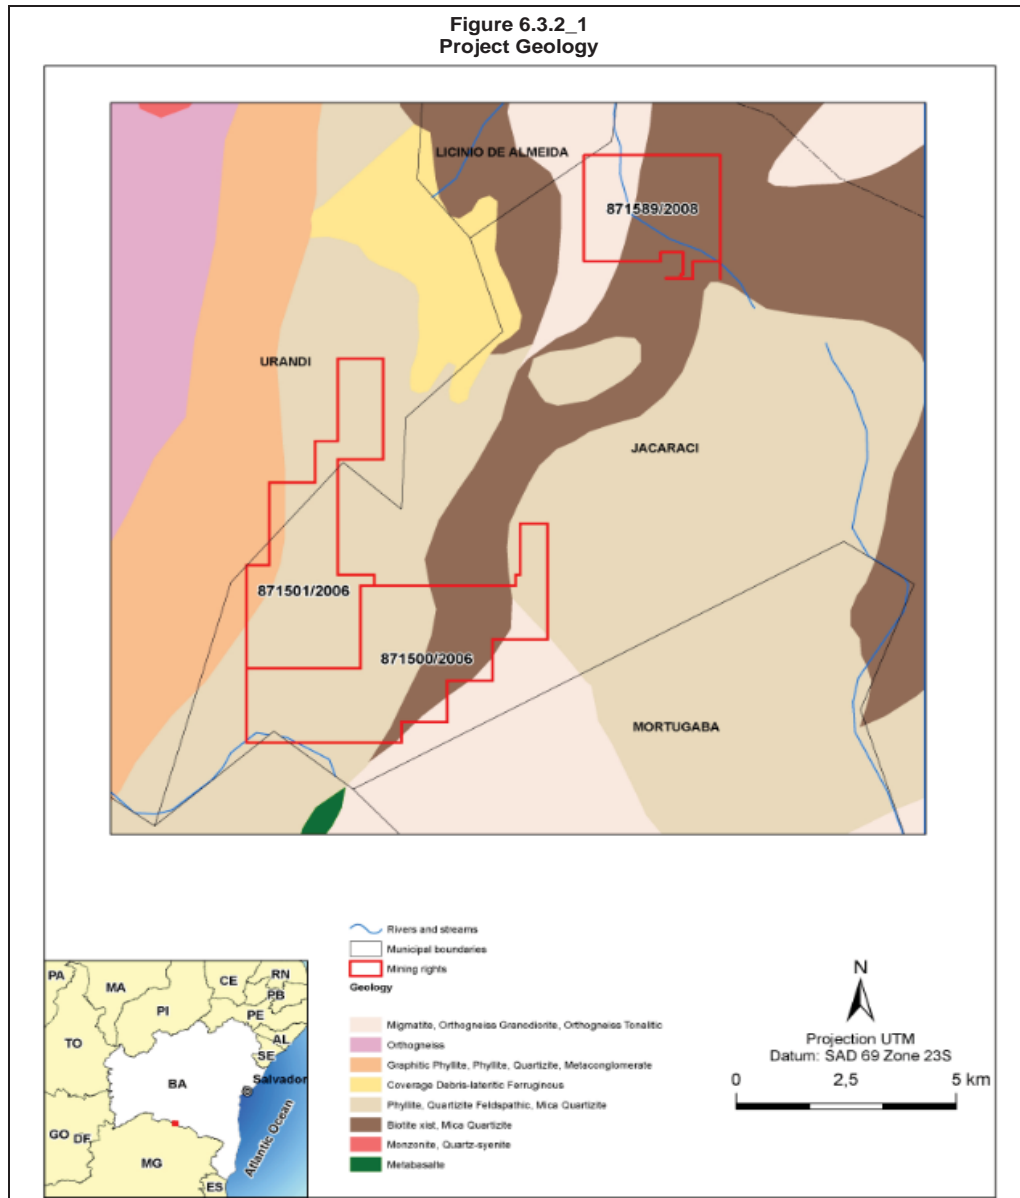 Figure 6.3.2_1
Project Geology
LICINIO DE ALMEIDA
871589/2008
URANDI
JACARACI
871501/2006
871500/2006
MORTUGABA
Rivers and streams
Municipal boundaries
Mining rights
Geology
Migmatite, Orthogneiss Granodiorite, Orthogneiss Tonalitic
Orthogneiss
Graphitic Phyllite, Phyllite, Quartizite, Metaconglomerate
Coverage Debris-lateritic Ferruginous
Phyllite, Quartizite Feldspathic, Mica Quartizite
Biotite xist, Mica Quartizite
Monzonite, Quartz-syenite
Metabasalte
N
Projection UTM
Datum: SAD 69 Zone 23S
0 2,5 5 km
PA
MA
CE
RN
PB
PI
PE
TO
AL
SE
BA
Salvador
GO
DF
MG
ES
Atlantic Ocean